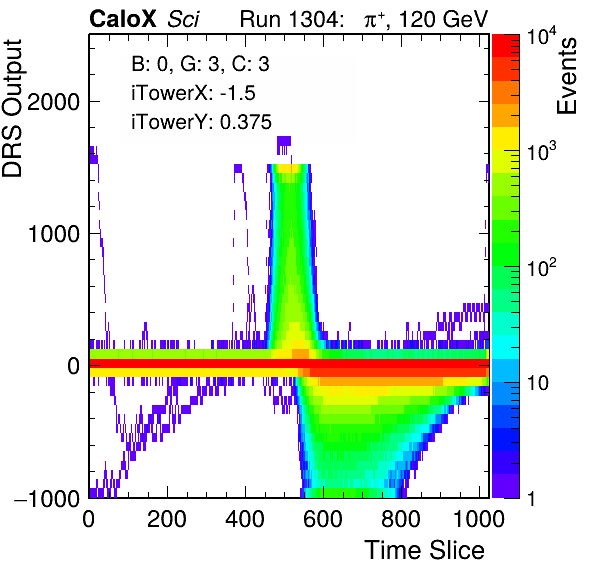 CaloX Sci Run 1304: π⁺, 120 GeV
B: 0, G: 3, C: 3
iTowerX: -1.5
iTowerY: 0.375
DRS Output
2000
1000
0
−1000
0 200 400 600 800 1000
Time Slice
Events
10⁴
10³
10²
10
1